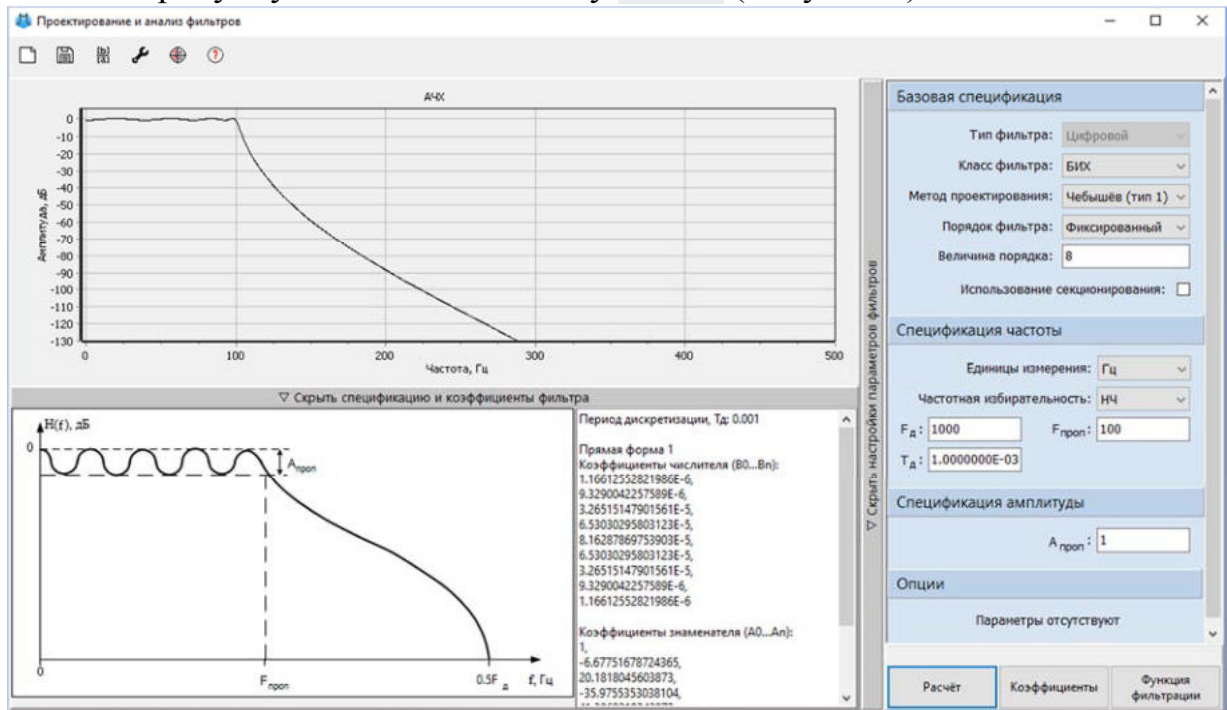 Проектирование и анализ фильтров
АЧХ
Амплитуда, дБ
0
-10
-20
-30
-40
-50
-60
-70
-80
-90
-100
-110
-120
-130
0 100 200 300 400 500
Частота, Гц
▽ Скрыть спецификацию и коэффициенты фильтра
H(f), дБ
0
Aпроп
0
Fпроп
0.5Fд
f, Гц
Период дискретизации, Tд: 0.001
Прямая форма 1
Коэффициенты числителя (B0...Bn):
1.16612552821986E-6,
9.3290042257589E-6,
3.26515147901561E-5,
6.53030295803123E-5,
8.16287869753903E-5,
6.53030295803123E-5,
3.26515147901561E-5,
9.3290042257589E-6,
1.16612552821986E-6
Коэффициенты знаменателя (A0...An):
1,
-6.67751678724365,
20.1818045603873,
-35.9755353038104,
▽ Скрыть настройки параметров фильтров
Базовая спецификация
Тип фильтра: Цифровой
Класс фильтра: БИХ
Метод проектирования: Чебышёв (тип 1)
Порядок фильтра: Фиксированный
Величина порядка: 8
Использование секционирования:
Спецификация частоты
Единицы измерения: Гц
Частотная избирательность: НЧ
Fд: 1000 Fпроп: 100
Tд: 1.0000000E-03
Спецификация амплитуды
Aпроп: 1
Опции
Параметры отсутствуют
Расчёт
Коэффициенты
Функция
фильтрации